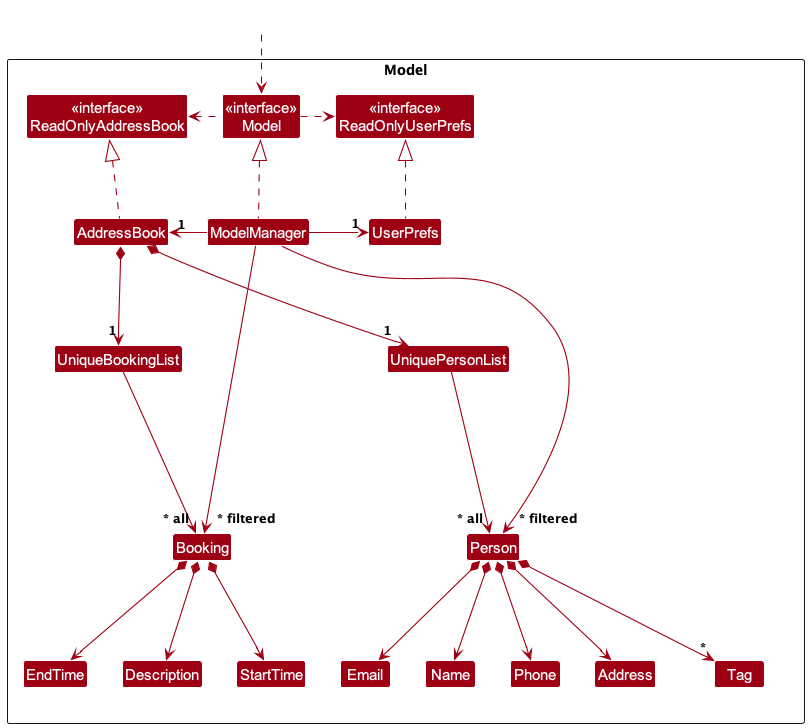 Model
«interface»
ReadOnlyAddressBook
«interface»
Model
«interface»
ReadOnlyUserPrefs
AddressBook
1
ModelManager
1
UserPrefs
1
1
UniqueBookingList
UniquePersonList
* all
* filtered
* all
* filtered
Booking
Person
*
EndTime
Description
StartTime
Email
Name
Phone
Address
Tag